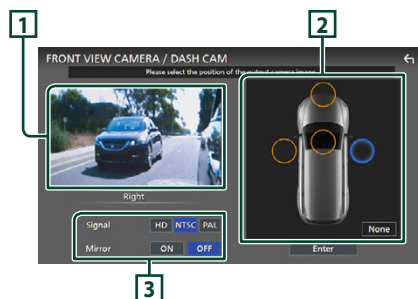 1
2
FRONT VIEW CAMERA / DASH CAM
Please select the position of the output camera image.
Right
Signal HD NTSC PAL
Mirror ON OFF
None
Enter
3